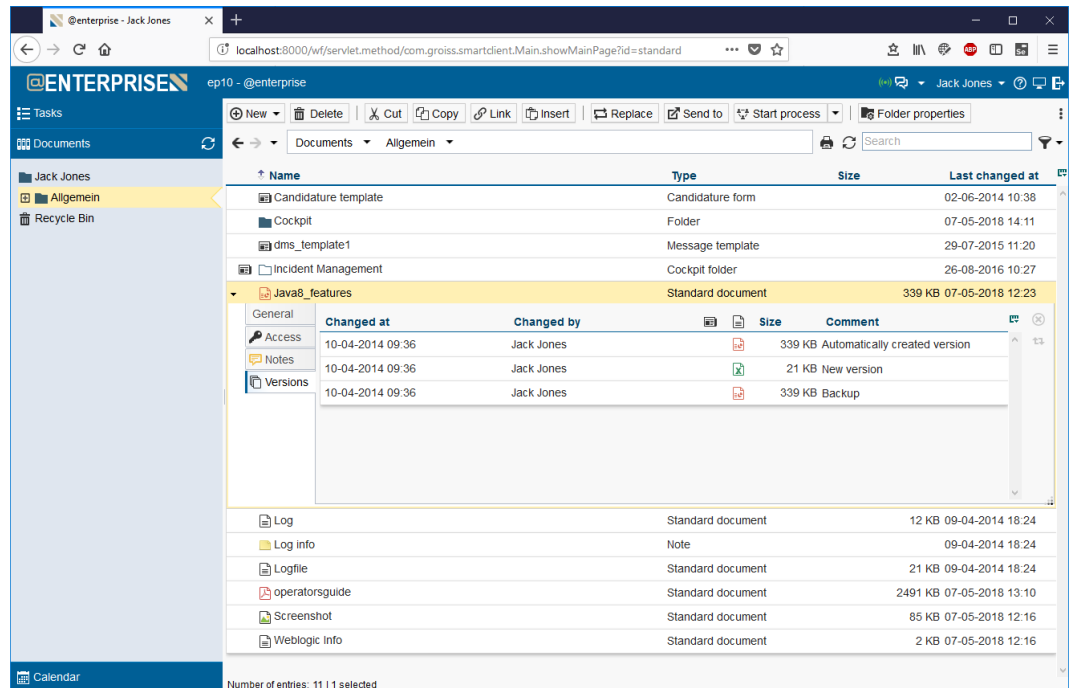 @enterprise - Jack Jones
localhost:8000/wf/servlet.method/com.groiss.smartclient.Main.showMainPage?id=standard
ABP
Se
@ENTERPRISE
ep10 - @enterprise
Jack Jones
Tasks
New Delete Cut Copy Link Insert Replace Send to Start process Folder properties
Documents
Documents Allgemein
Search
Jack Jones
Allgemein
Recycle Bin
Name Type Size Last changed at
Candidature template Candidature form 02-06-2014 10:38
Cockpit Folder 07-05-2018 14:11
dms_template1 Message template 29-07-2015 11:20
Incident Management Cockpit folder 26-08-2016 10:27
Java8_features Standard document 339 KB 07-05-2018 12:23
General
Access
Notes
Versions
Changed at Changed by Size Comment
10-04-2014 09:36 Jack Jones 339 KB Automatically created version
10-04-2014 09:36 Jack Jones 21 KB New version
10-04-2014 09:36 Jack Jones 339 KB Backup
Log Standard document 12 KB 09-04-2014 18:24
Log info Note 09-04-2014 18:24
Logfile Standard document 21 KB 09-04-2014 18:24
operatorsguide Standard document 2491 KB 07-05-2018 13:10
Screenshot Standard document 85 KB 07-05-2018 12:16
Weblogic Info Standard document 2 KB 07-05-2018 12:16
Calendar
Number of entries: 11 | 1 selected